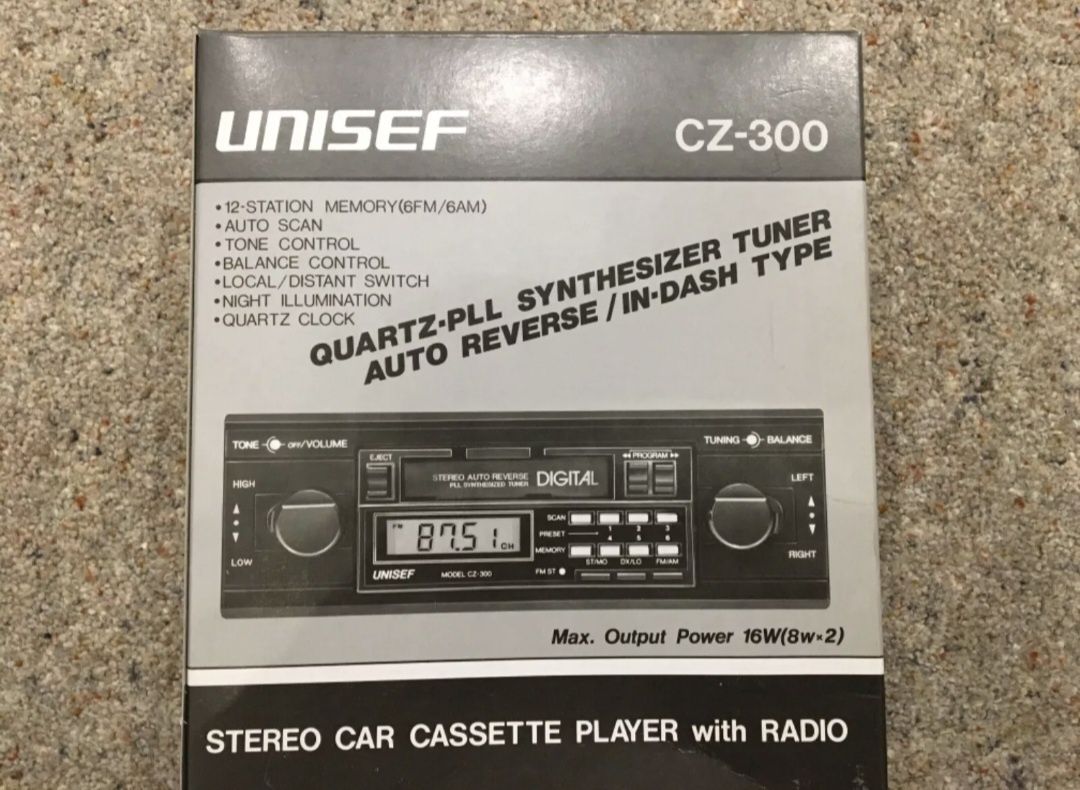 UNISEF
CZ-300
•12-STATION MEMORY(6FM/6AM)
•AUTO SCAN
•TONE CONTROL
•BALANCE CONTROL
•LOCAL/DISTANT SWITCH
•NIGHT ILLUMINATION
•QUARTZ CLOCK
QUARTZ-PLL SYNTHESIZER TUNER
AUTO REVERSE/IN-DASH TYPE
TONE OFF/VOLUME
TUNING BALANCE
EJECT
PROGRAM
STEREO AUTO REVERSE
PLL SYNTHESIZED TUNER
DIGITAL
HIGH
LOW
LEFT
RIGHT
FM
87.5 1 CH
SCAN
1 2 3
PRESET
4 5 6
MEMORY
ST/MO DX/LO FM/AM
FM ST
UNISEF
MODEL CZ-300
Max. Output Power 16W(8w×2)
STEREO CAR CASSETTE PLAYER with RADIO